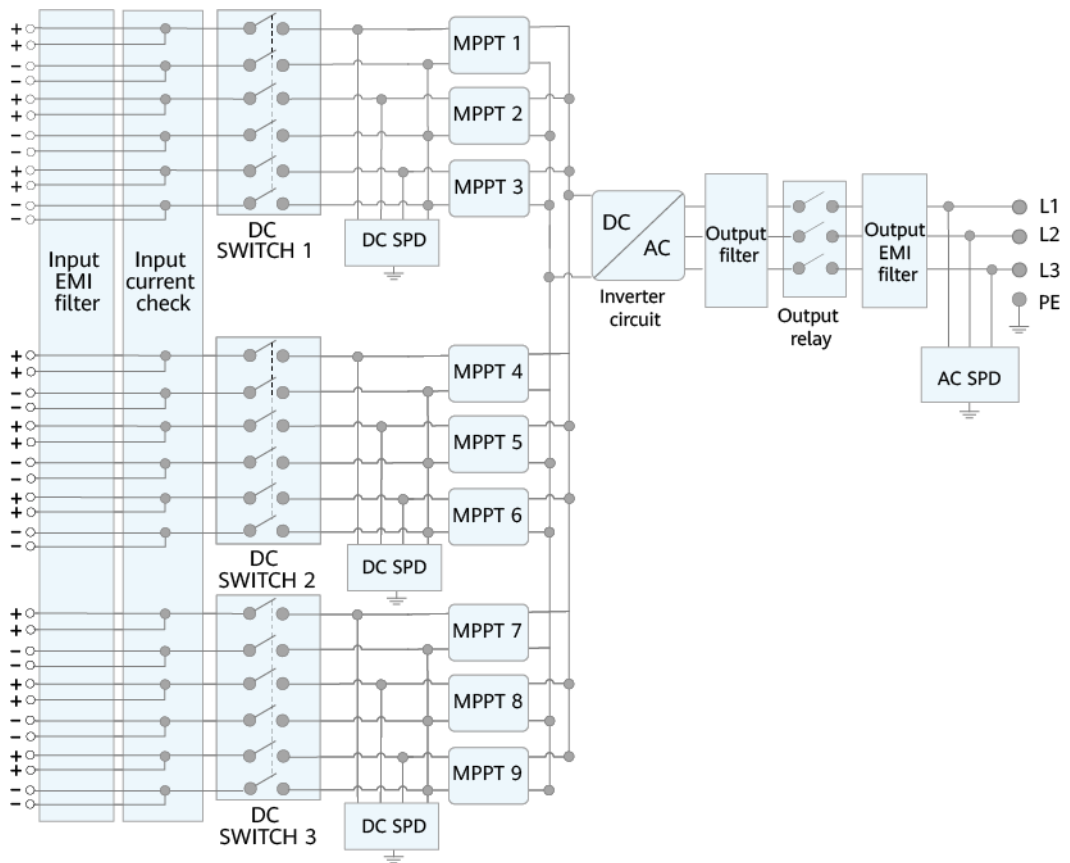 +
+
−
−
+
+
−
−
+
+
−
−
MPPT 1
MPPT 2
MPPT 3
DC
SWITCH 1
DC SPD
Input
EMI
filter
Input
current
check
DC
AC
Inverter
circuit
Output
filter
Output
relay
Output
EMI
filter
L1
L2
L3
PE
AC SPD
+
+
−
−
+
+
−
−
+
+
−
−
MPPT 4
MPPT 5
MPPT 6
DC
SWITCH 2
DC SPD
+
+
−
−
+
+
−
−
+
+
−
−
MPPT 7
MPPT 8
MPPT 9
DC
SWITCH 3
DC SPD